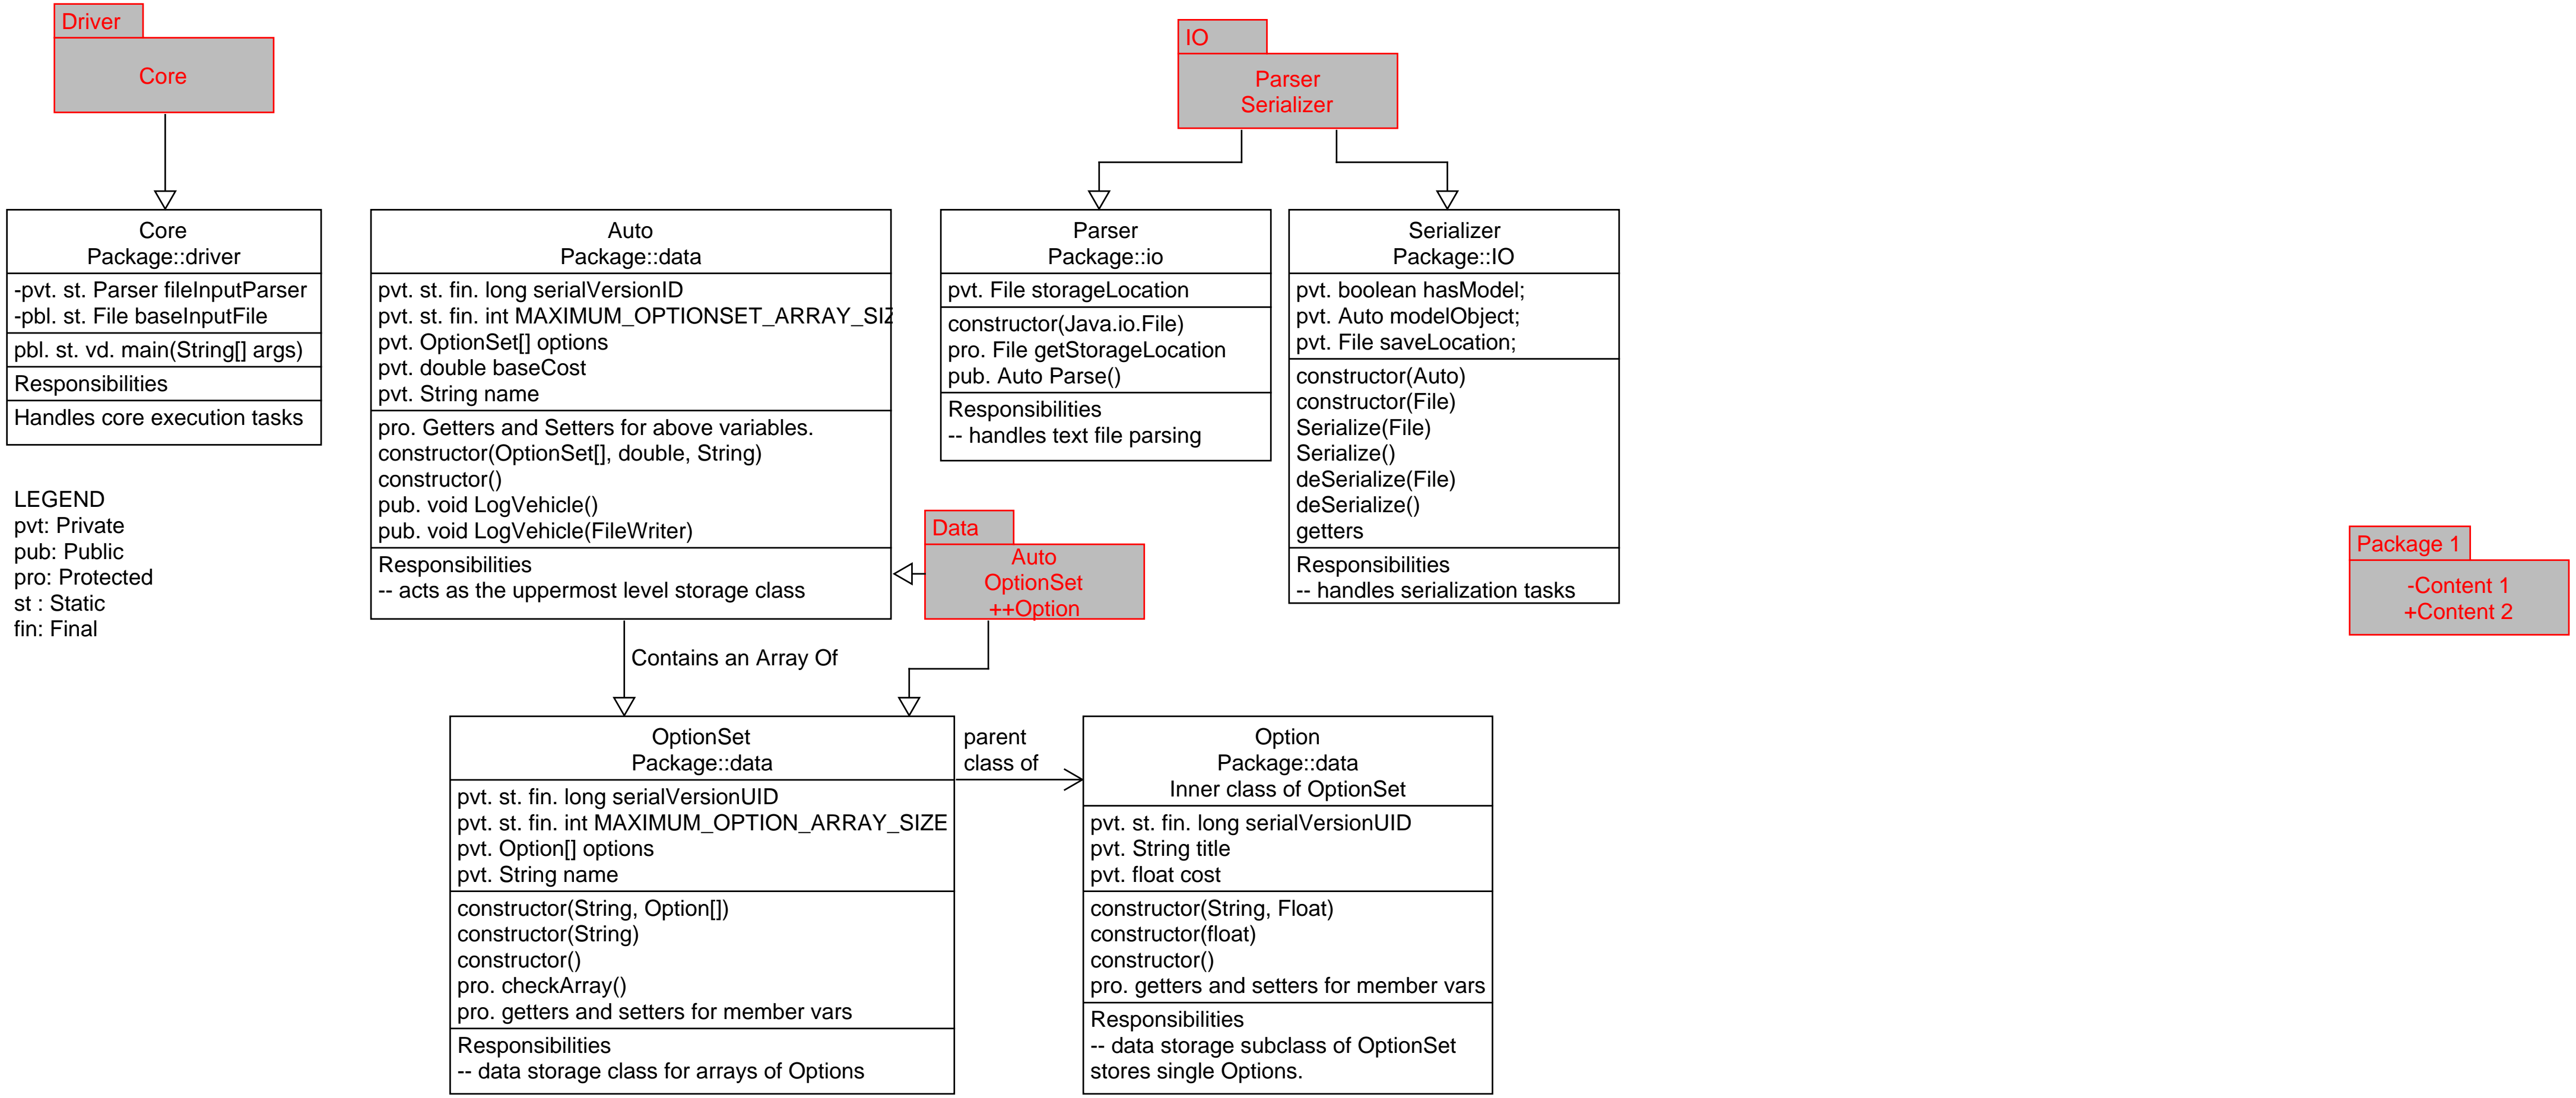 Driver
Core
IO
Parser
Serializer
Core
Package::driver
-pvt. st. Parser fileInputParser
-pbl. st. File baseInputFile
pbl. st. vd. main(String[] args)
Responsibilities
Handles core execution tasks
LEGEND
pvt: Private
pub: Public
pro: Protected
st : Static
fin: Final
Auto
Package::data
pvt. st. fin. long serialVersionID
pvt. st. fin. int MAXIMUM_OPTIONSET_ARRAY_SIZ
pvt. OptionSet[] options
pvt. double baseCost
pvt. String name
pro. Getters and Setters for above variables.
constructor(OptionSet[], double, String)
constructor()
pub. void LogVehicle()
pub. void LogVehicle(FileWriter)
Responsibilities
-- acts as the uppermost level storage class
Parser
Package::io
pvt. File storageLocation
constructor(Java.io.File)
pro. File getStorageLocation
pub. Auto Parse()
Responsibilities
-- handles text file parsing
Serializer
Package::IO
pvt. boolean hasModel;
pvt. Auto modelObject;
pvt. File saveLocation;
constructor(Auto)
constructor(File)
Serialize(File)
Serialize()
deSerialize(File)
deSerialize()
getters
Responsibilities
-- handles serialization tasks
Data
Auto
OptionSet
++Option
Package 1
-Content 1
+Content 2
Contains an Array Of
OptionSet
Package::data
pvt. st. fin. long serialVersionUID
pvt. st. fin. int MAXIMUM_OPTION_ARRAY_SIZE
pvt. Option[] options
pvt. String name
constructor(String, Option[])
constructor(String)
constructor()
pro. checkArray()
pro. getters and setters for member vars
Responsibilities
-- data storage class for arrays of Options
parent
class of
Option
Package::data
Inner class of OptionSet
pvt. st. fin. long serialVersionUID
pvt. String title
pvt. float cost
constructor(String, Float)
constructor(float)
constructor()
pro. getters and setters for member vars
Responsibilities
-- data storage subclass of OptionSet
stores single Options.